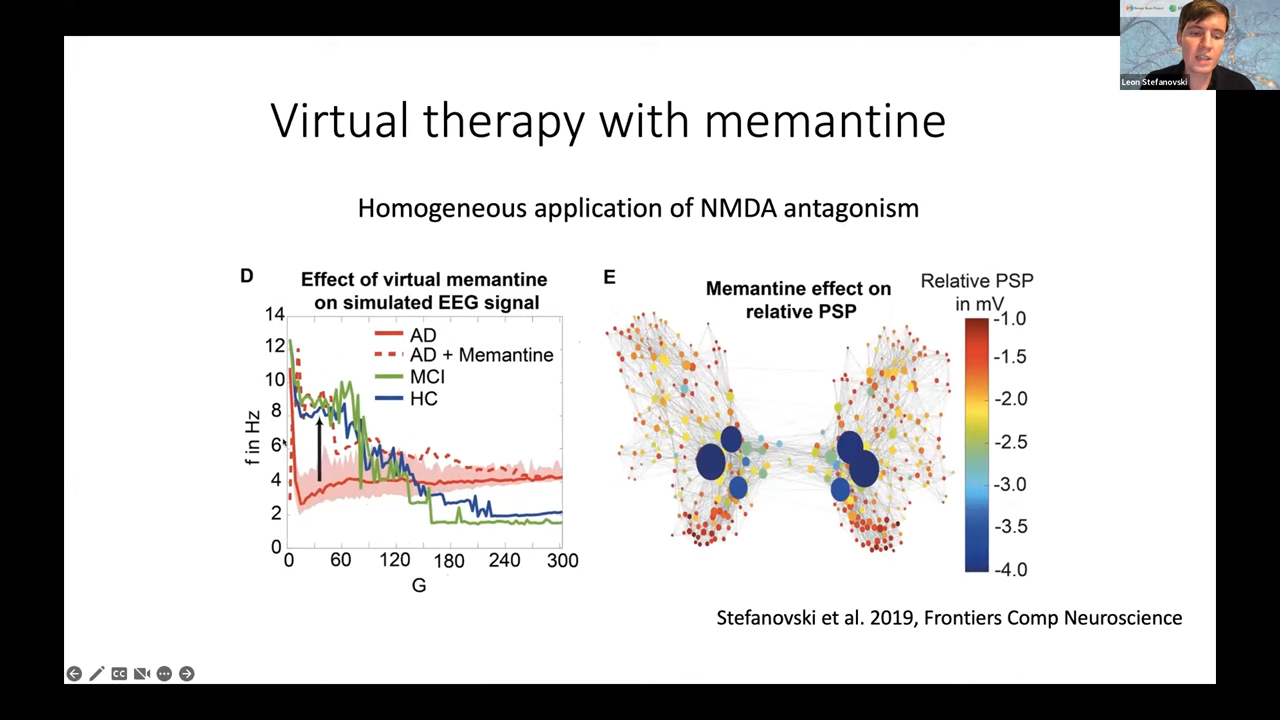 Leon Stefanovski
Virtual therapy with memantine
Homogeneous application of NMDA antagonism
D
Effect of virtual memantine
on simulated EEG signal
14
12
10
8
6
4
2
0
f in Hz
AD
AD + Memantine
MCI
HC
0 60 120 180 240 300
G
E
Memantine effect on
relative PSP
Relative PSP
in mV
-1.0
-1.5
-2.0
-2.5
-3.0
-3.5
-4.0
Stefanovski et al. 2019, Frontiers Comp Neuroscience
CC